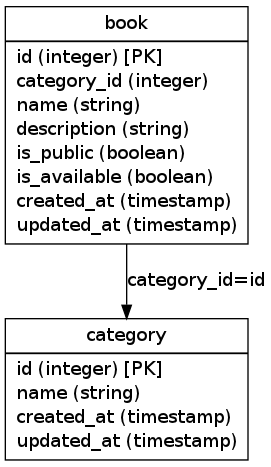 book
id (integer) [PK]
category_id (integer)
name (string)
description (string)
is_public (boolean)
is_available (boolean)
created_at (timestamp)
updated_at (timestamp)
category_id=id
category
id (integer) [PK]
name (string)
created_at (timestamp)
updated_at (timestamp)